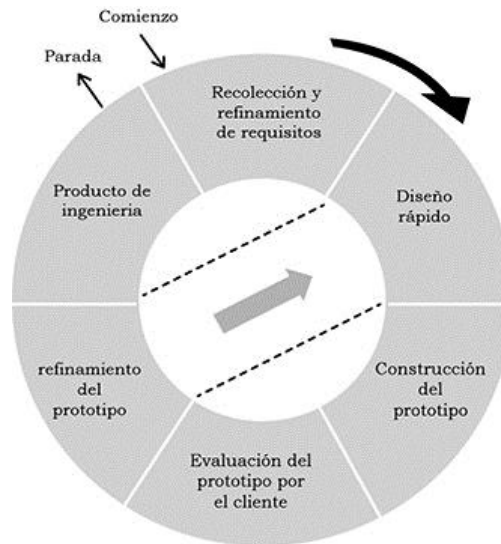 Comienzo
Parada
Recolección y
refinamiento
de requisitos
Diseño
rápido
Construcción
del
prototipo
Evaluación del
prototipo por
el cliente
refinamiento
del
prototipo
Producto de
ingenieria